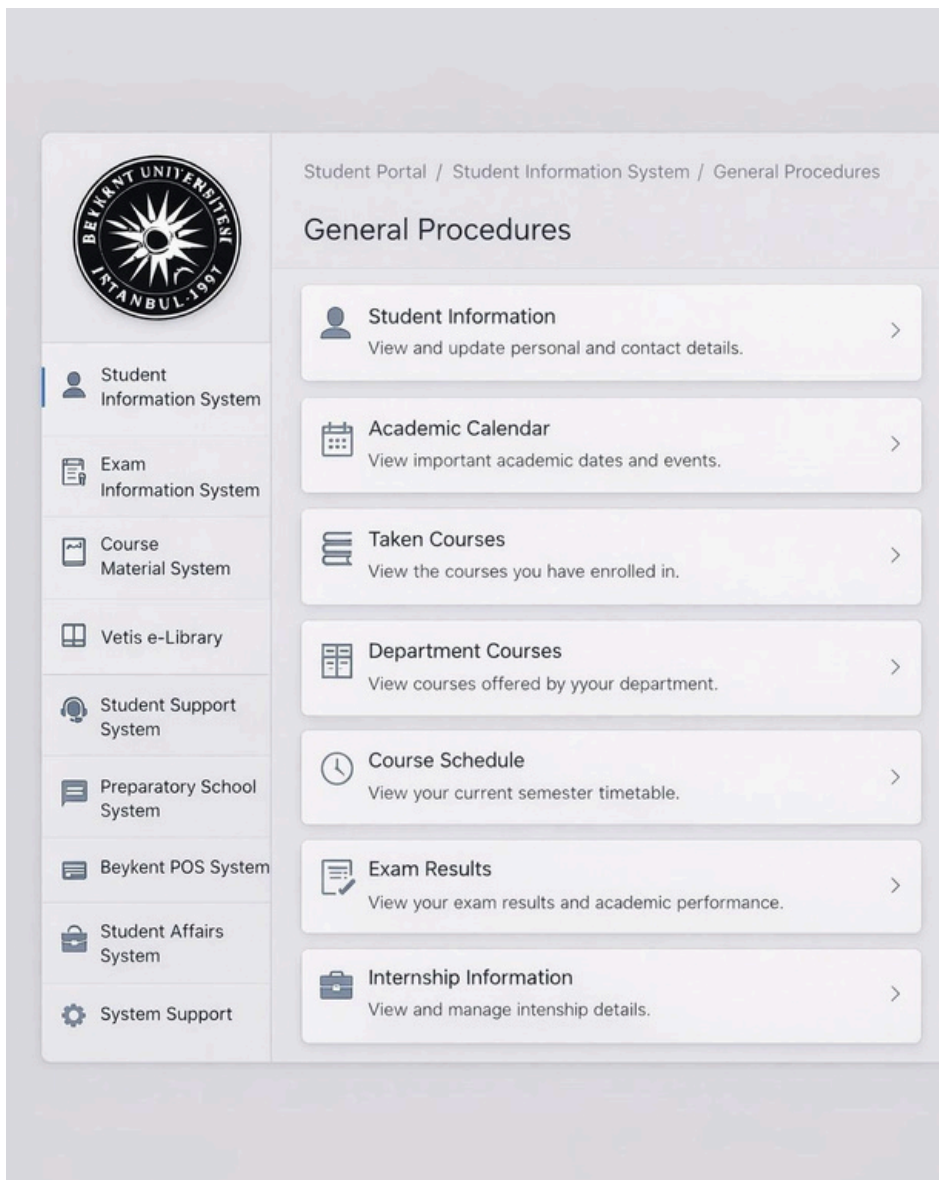 BEYKRNT UNITERSITESI
IRTANBUL·1997
Student Portal / Student Information System / General Procedures
General Procedures
Student
Information System
Exam
Information System
Course
Material System
Vetis e-Library
Student Support
System
Preparatory School
System
Beykent POS System
Student Affairs
System
System Support
Student Information
View and update personal and contact details.
Academic Calendar
View important academic dates and events.
Taken Courses
View the courses you have enrolled in.
Department Courses
View courses offered by yyour department.
Course Schedule
View your current semester timetable.
Exam Results
View your exam results and academic performance.
Internship Information
View and manage intenship details.